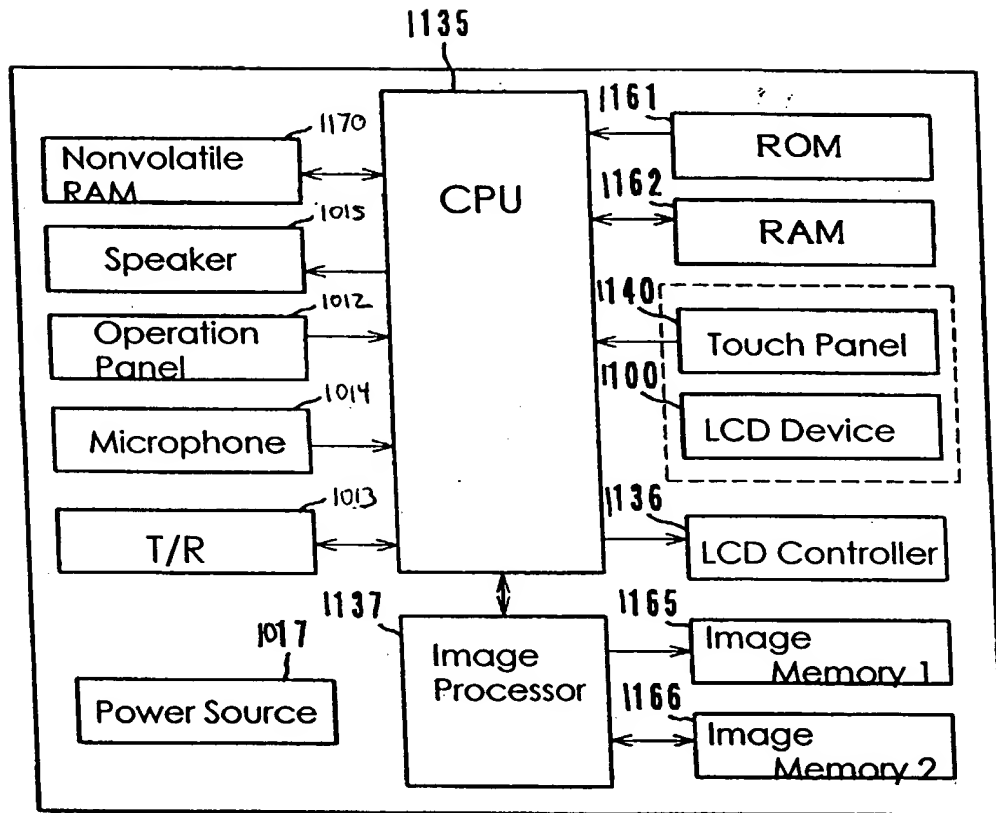 1135
1170
Nonvolatile
RAM
1015
Speaker
1012
Operation
Panel
1014
Microphone
1013
T/R
1017
Power Source
CPU
1137
Image
Processor
1161
ROM
1162
RAM
1140
Touch Panel
1100
LCD Device
1136
LCD Controller
1165
Image
Memory 1
1166
Image
Memory 2